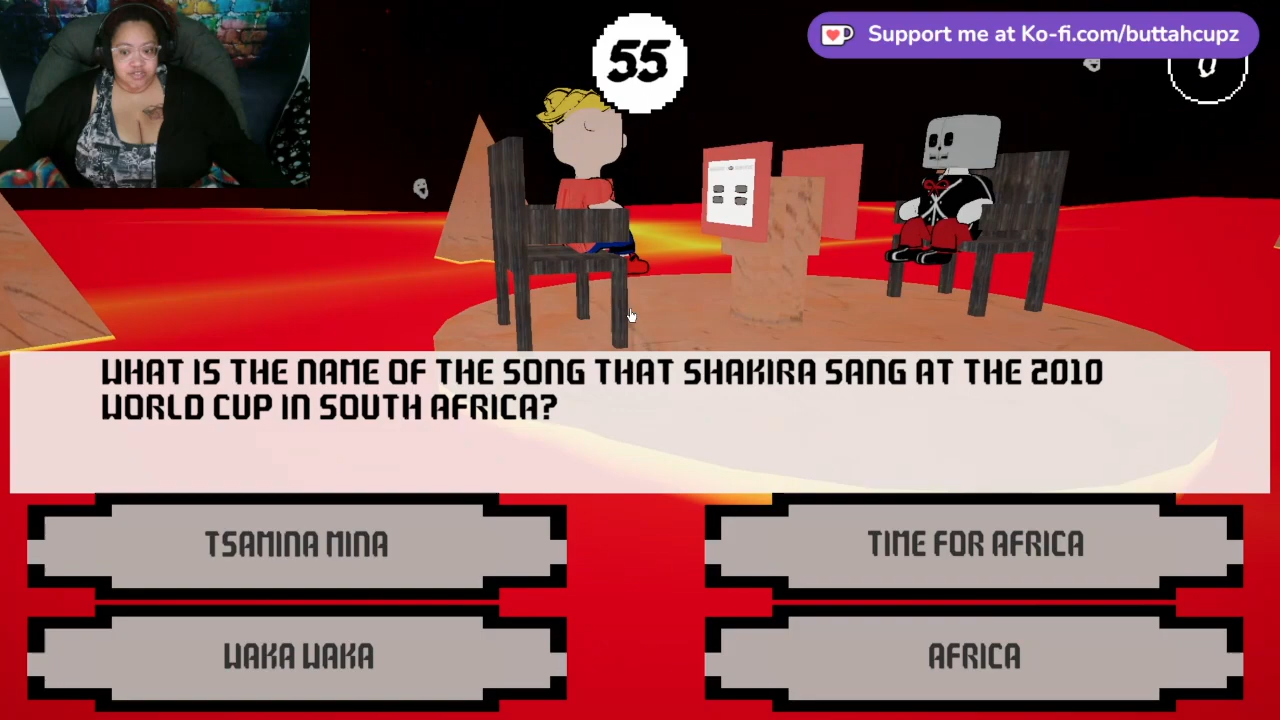 Support me at Ko-fi.com/buttahcupz
55
0
WHAT IS THE NAME OF THE SONG THAT SHAKIRA SANG AT THE 2010
WORLD CUP IN SOUTH AFRICA?
TSAMINA MINA
TIME FOR AFRICA
WAKA WAKA
AFRICA